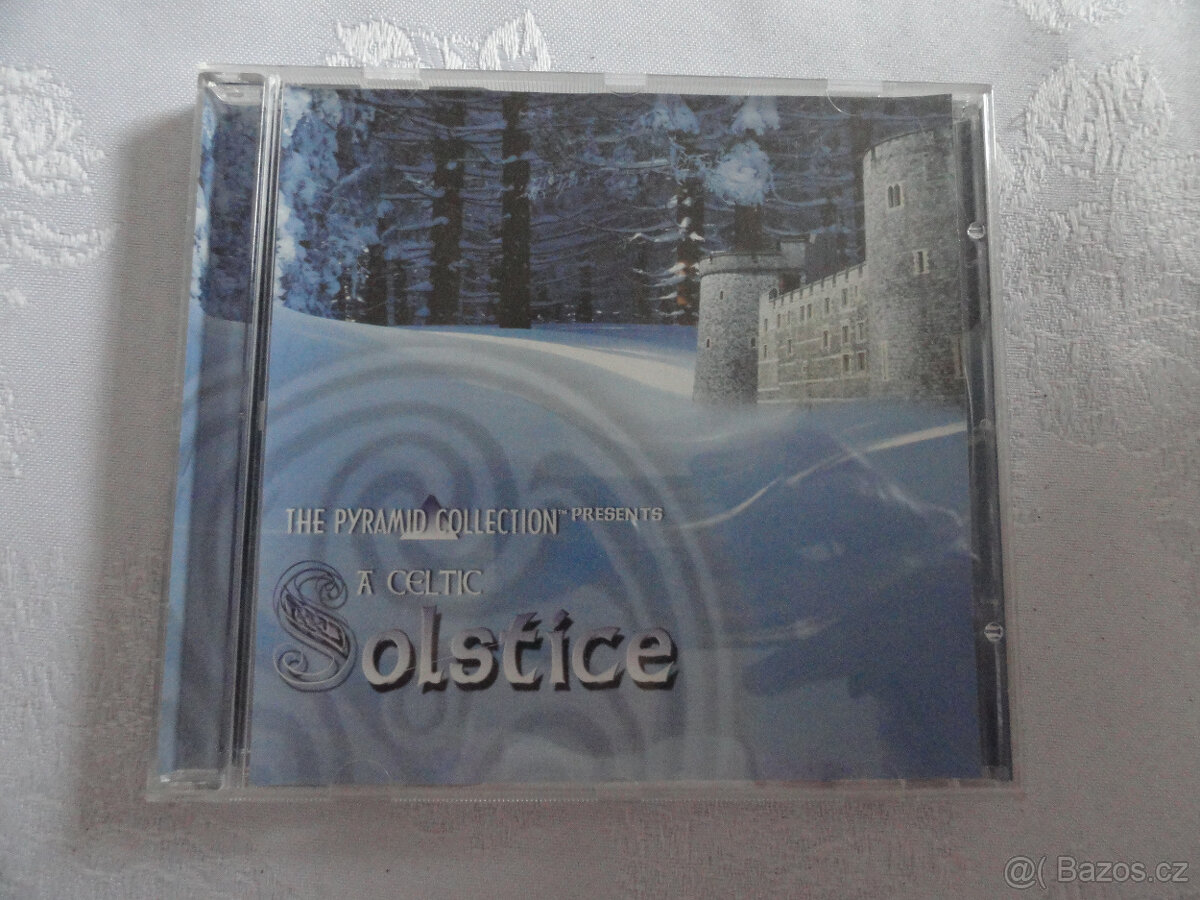 THE PYRAMID COLLECTION™ PRESENTS
A CELTIC
Solstice
@( Bazos.cz